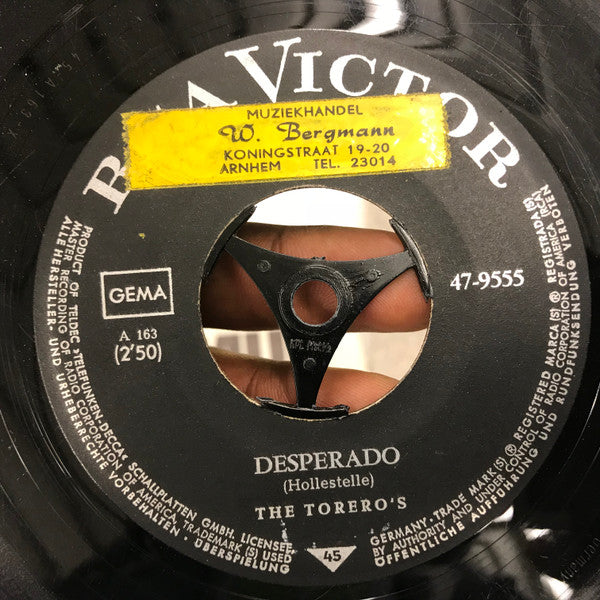 R A VICTOR
MUZIEKHANDEL
W. Bergmann
KONINGSTRAAT 19-20
ARNHEM TEL. 23014
GEMA
A 163
(2'50)
47-9555
DESPERADO
(Hollestelle)
THE TORERO'S
45
PRODUCT OF TELDEC »TELEFUNKEN-DECCA« SCHALLPLATTEN GMBH. LICENSEE
MASTER RECORDING OF RADIO CORPORATION OF AMERICA, TRADEMARK (S) USED
ALLE HERSTELLER- UND URHEBERRECHTE VORBEHALTEN · ÜBERSPIELUNG
GERMANY. TRADE MARK(S) ® REGISTERED MARCA(S) ® REGISTRADA(S)
BY AUTHORITY AND UNDER CONTROL OF RADIO CORPORATION OF AMERICA
ÖFFENTLICHE AUFFÜHRUNG UND RUNDFUNKSENDUNG VERBOTEN